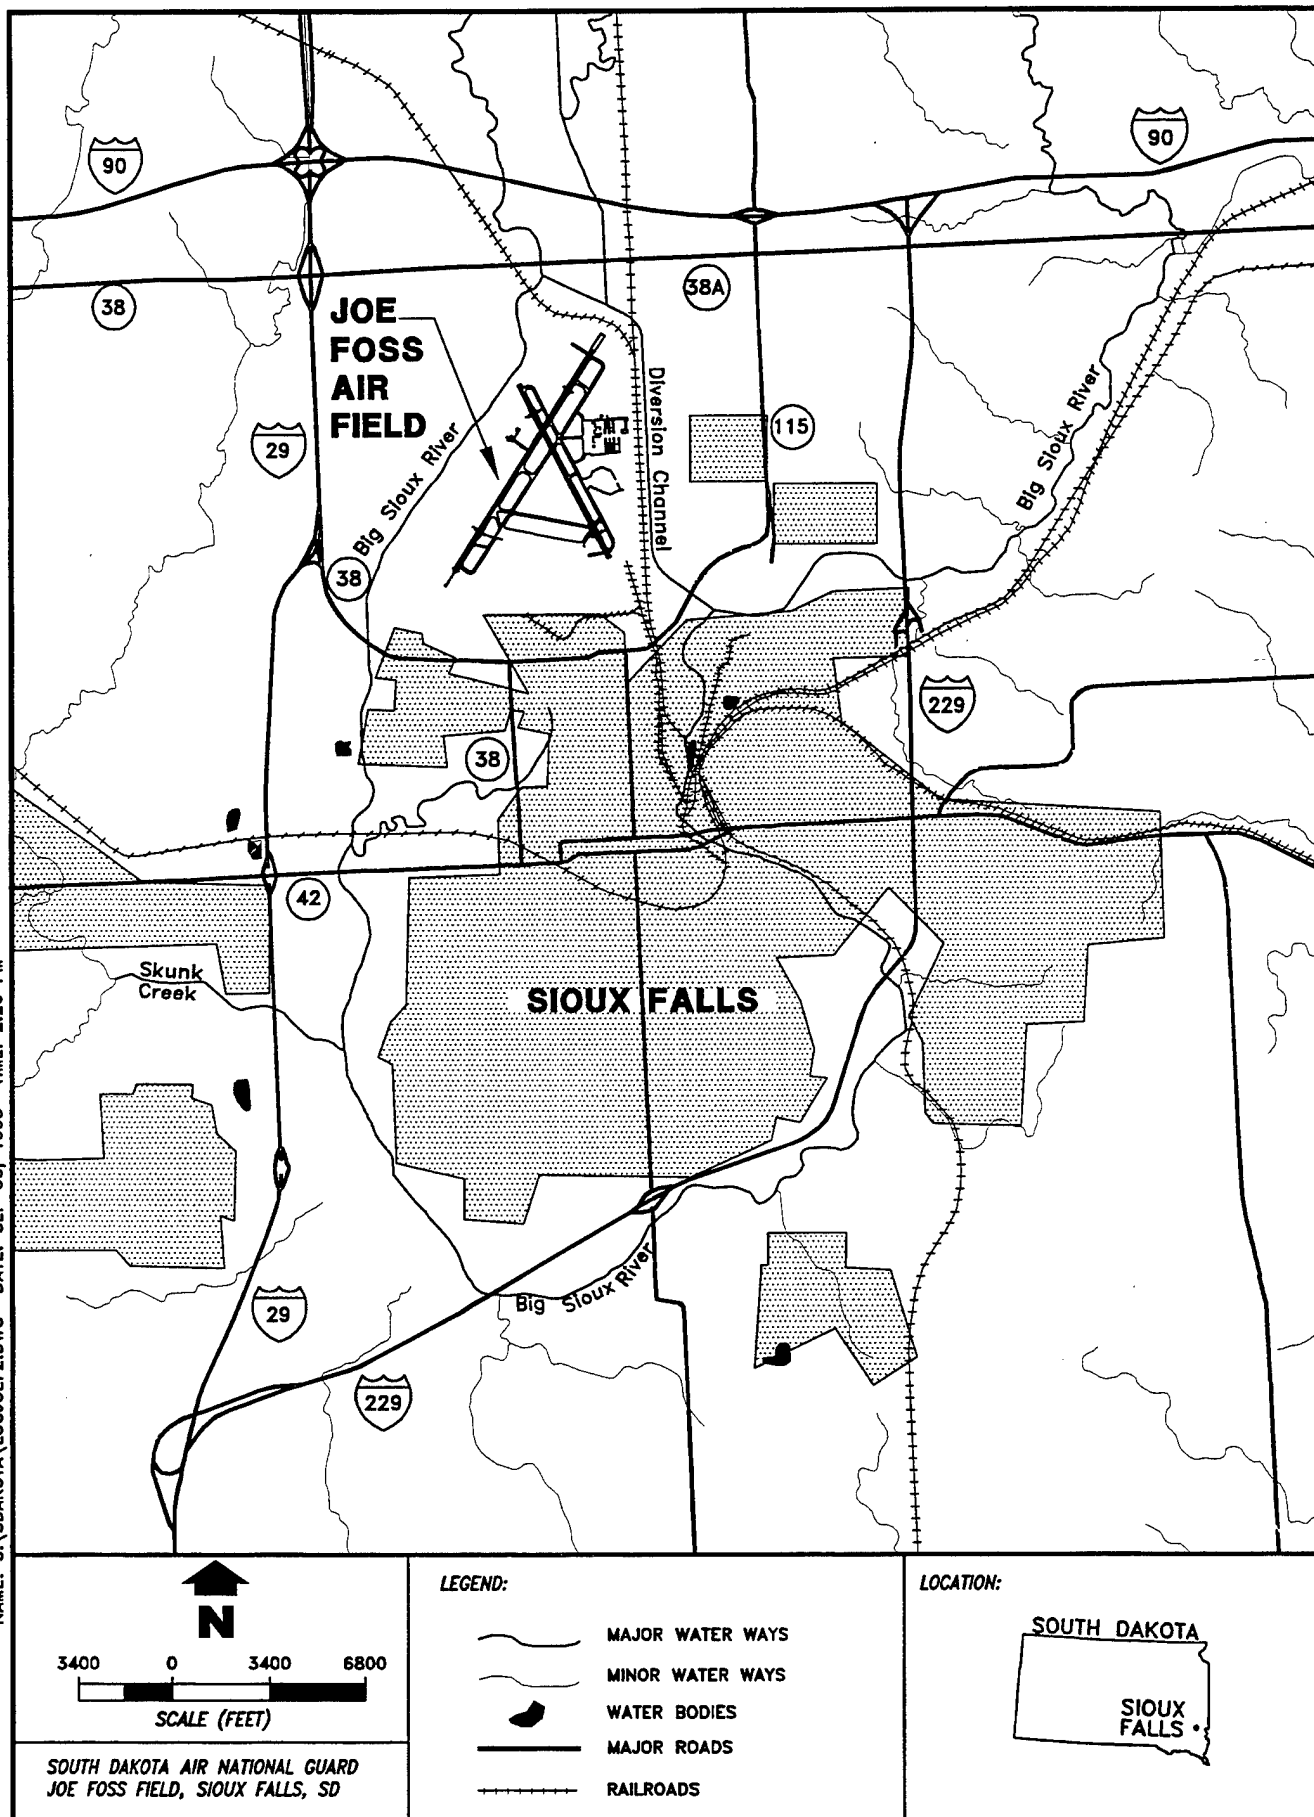 90
90
38
38A
JOE
FOSS
AIR
FIELD
29
Big Sioux River
Diversion Channel
115
Big Sioux River
38
229
38
42
Skunk
Creek
SIOUX FALLS
29
Big Sioux River
229
N
3400 0 3400 6800
SCALE (FEET)
SOUTH DAKOTA AIR NATIONAL GUARD
JOE FOSS FIELD, SIOUX FALLS, SD
LEGEND:
MAJOR WATER WAYS
MINOR WATER WAYS
WATER BODIES
MAJOR ROADS
RAILROADS
LOCATION:
SOUTH DAKOTA
SIOUX
FALLS